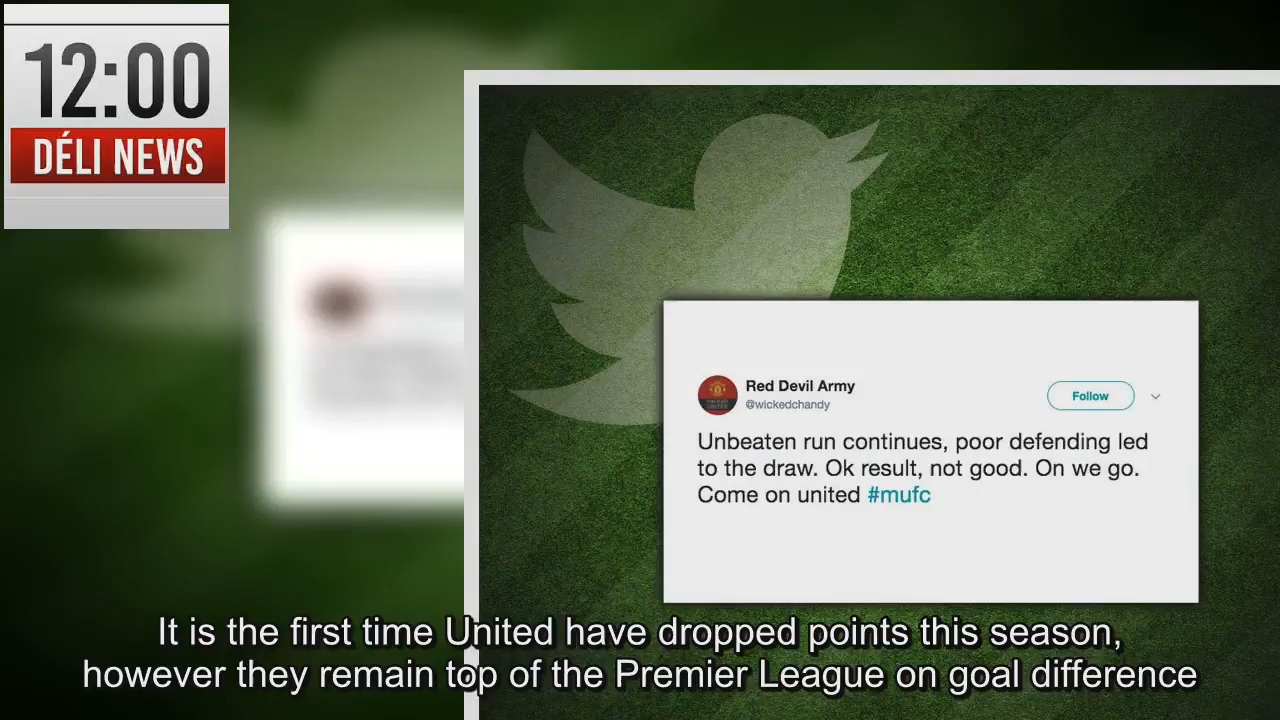 12:00
DÉLI NEWS
Red Devil Army
@wickedchandy
Follow
Unbeaten run continues, poor defending led
to the draw. Ok result, not good. On we go.
Come on united #mufc
It is the first time United have dropped points this season,
however they remain top of the Premier League on goal difference